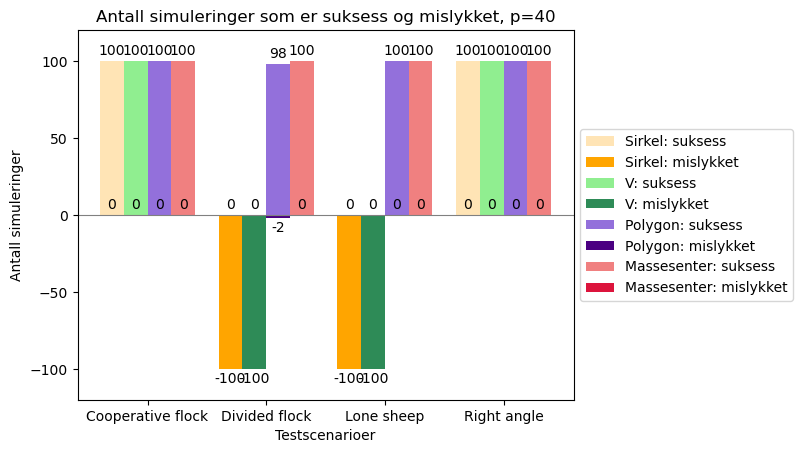 Antall simuleringer som er suksess og mislykket, p=40
100 100 100 100 0 0 98 100 0 0 100 100 100 100 100 100
0 0 0 0 0 0 0 0 0 0 0 0
-2
-100 -100 -100 -100
100
50
0
−50
−100
Antall simuleringer
Cooperative flock Divided flock Lone sheep Right angle
Testscenarioer
Sirkel: suksess
Sirkel: mislykket
V: suksess
V: mislykket
Polygon: suksess
Polygon: mislykket
Massesenter: suksess
Massesenter: mislykket